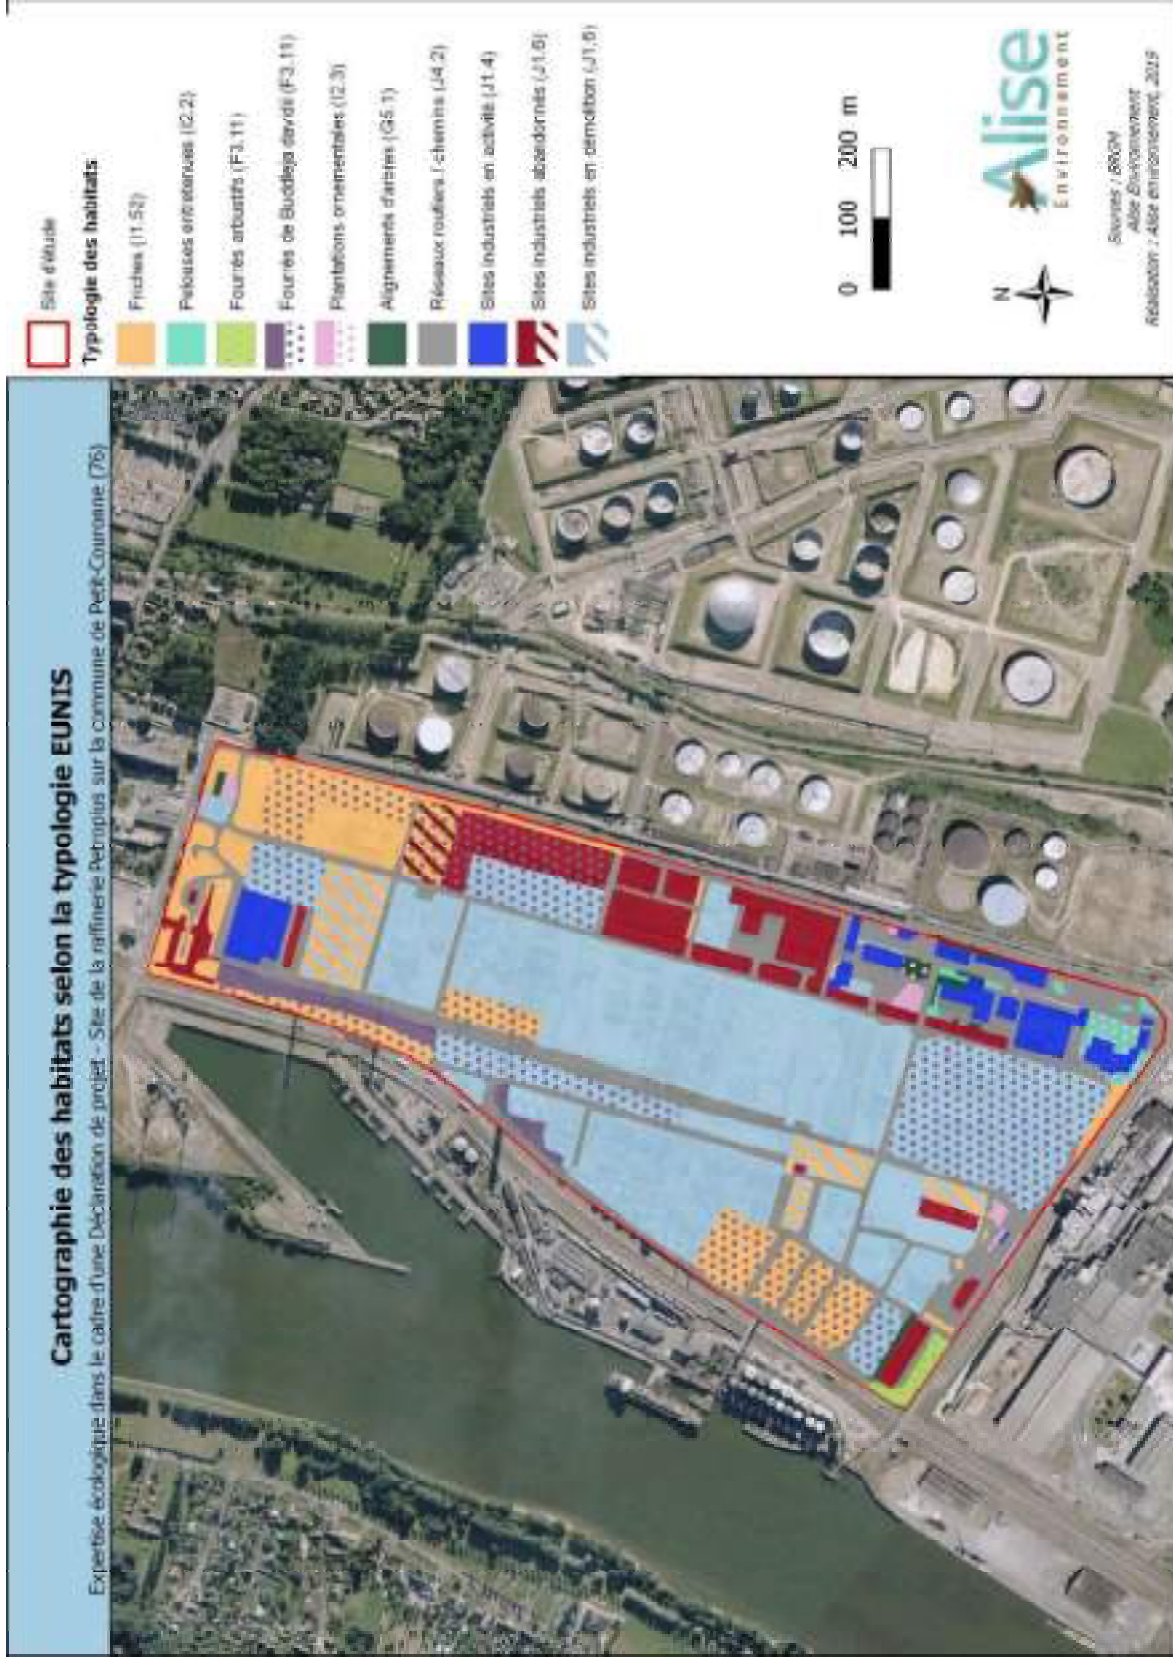 Cartographie des habitats selon la typologie EUNIS
Expertise écologique dans le cadre d'une Déclaration de projet - Site de la raffinerie Petroplus sur la commune de Petit-Couronne (76)
Site d'étude
Typologie des habitats
Friches (I1.52)
Pelouses entretenues (E2.2)
Fourrés arbustifs (F3.11)
Fourrés de Buddleja davidii (F3.11)
Plantations ornementales (I2.3)
Alignements d'arbres (G5.1)
Réseaux routiers / chemins (J4.2)
Sites industriels en activité (J1.4)
Sites industriels abandonnés (J1.5)
Sites industriels en démolition (J1.5)
0 100 200 m
N
Alise
Environnement
Sources : BRGM
Alise Environnement
Réalisation : Alise environnement, 2019